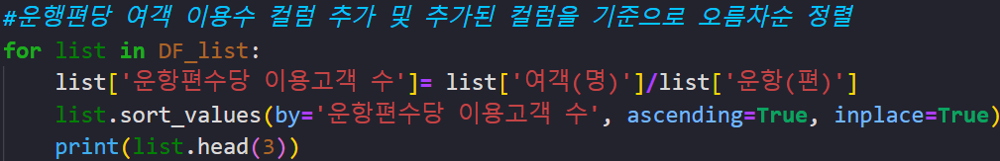 #운행편당 여객 이용수 컬럼 추가 및 추가된 컬럼을 기준으로 오름차순 정렬
for list in DF_list:
    list['운항편수당 이용고객 수']= list['여객(명)']/list['운항(편)']
    list.sort_values(by='운항편수당 이용고객 수', ascending=True, inplace=True)
    print(list.head(3))